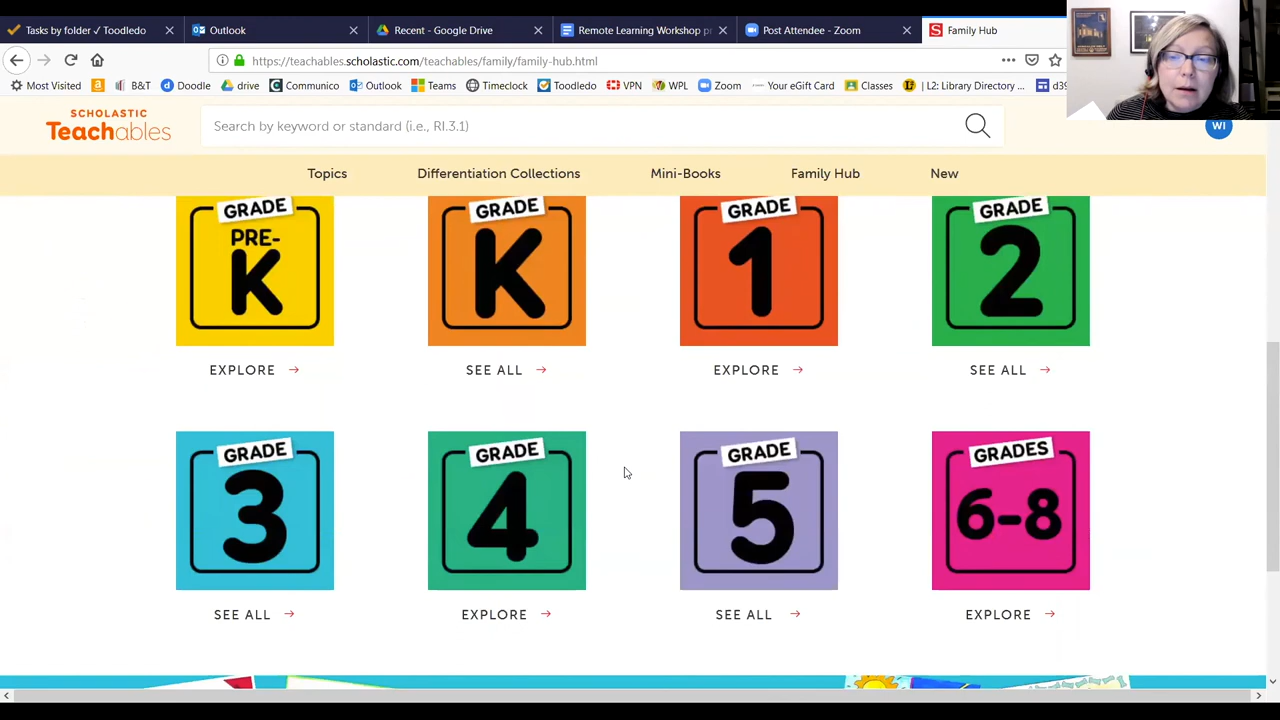 Tasks by folder ✓ Toodledo
Outlook
Recent - Google Drive
Remote Learning Workshop pr
Post Attendee - Zoom
Family Hub
https://teachables.scholastic.com/teachables/family/family-hub.html
Most Visited
B&T
Doodle
drive
Communico
Outlook
Teams
Timeclock
Toodledo
VPN
WPL
Zoom
Your eGift Card
Classes
L2: Library Director ...
d39
SCHOLASTIC
Teachables
Search by keyword or standard (i.e., RI.3.1)
WI
Topics
Differentiation Collections
Mini-Books
Family Hub
New
GRADE
PRE-
K
GRADE
K
GRADE
1
GRADE
2
EXPLORE →
SEE ALL →
EXPLORE →
SEE ALL →
GRADE
3
GRADE
4
GRADE
5
GRADES
6-8
SEE ALL →
EXPLORE →
SEE ALL →
EXPLORE →